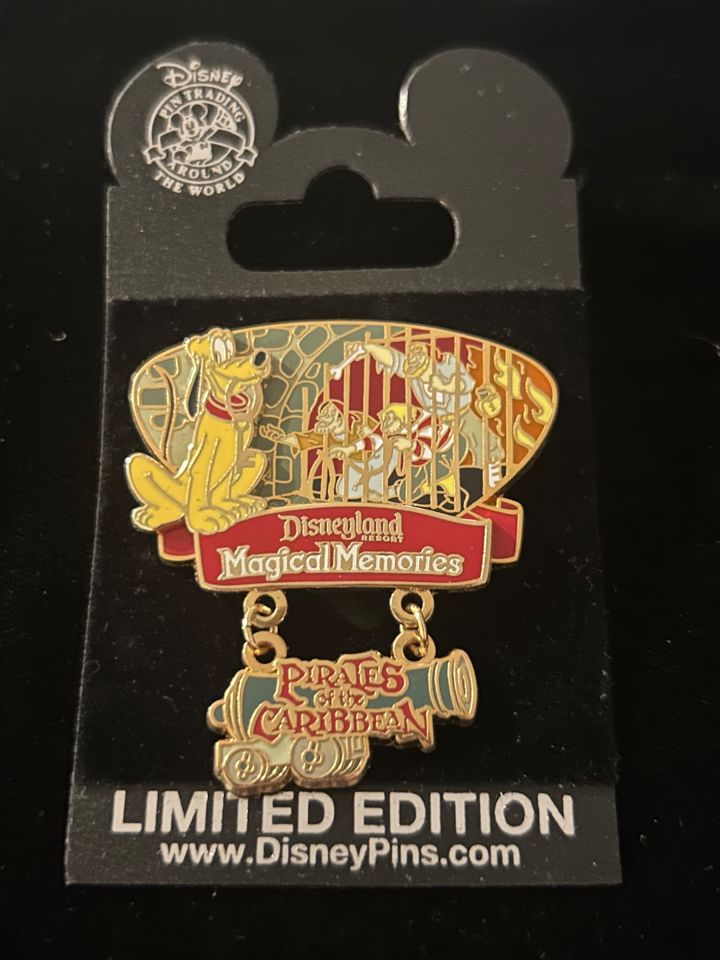 Disney
PIN TRADING
AROUND
THE WORLD
Disneyland
RESORT
Magical Memories
PIRATES
of the
CARIBBEAN
LIMITED EDITION
www.DisneyPins.com